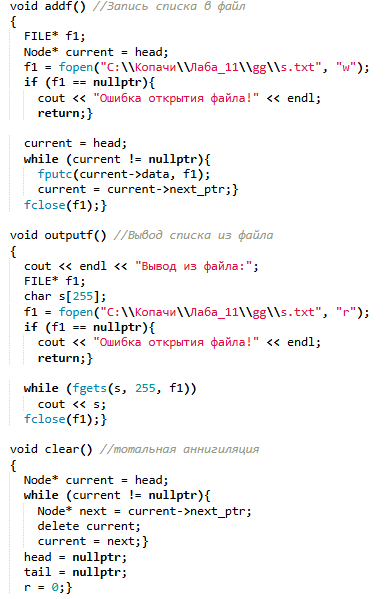 void addf() //Запись списка в файл
{
  FILE* f1;
  Node* current = head;
  f1 = fopen("C:\\Копачи\\Лаба_11\\gg\\s.txt", "w");
  if (f1 == nullptr){
    cout << "Ошибка открытия файла!" << endl;
    return;}

  current = head;
  while (current != nullptr){
    fputc(current->data, f1);
    current = current->next_ptr;}
  fclose(f1);}

void outputf() //Вывод списка из файла
{
  cout << endl << "Вывод из файла:";
  FILE* f1;
  char s[255];
  f1 = fopen("C:\\Копачи\\Лаба_11\\gg\\s.txt", "r");
  if (f1 == nullptr){
    cout << "Ошибка открытия файла!" << endl;
    return;}

  while (fgets(s, 255, f1))
    cout << s;
  fclose(f1);}

void clear() //тотальная аннигиляция
{
  Node* current = head;
  while (current != nullptr){
    Node* next = current->next_ptr;
    delete current;
    current = next;}
  head = nullptr;
  tail = nullptr;
  r = 0;}